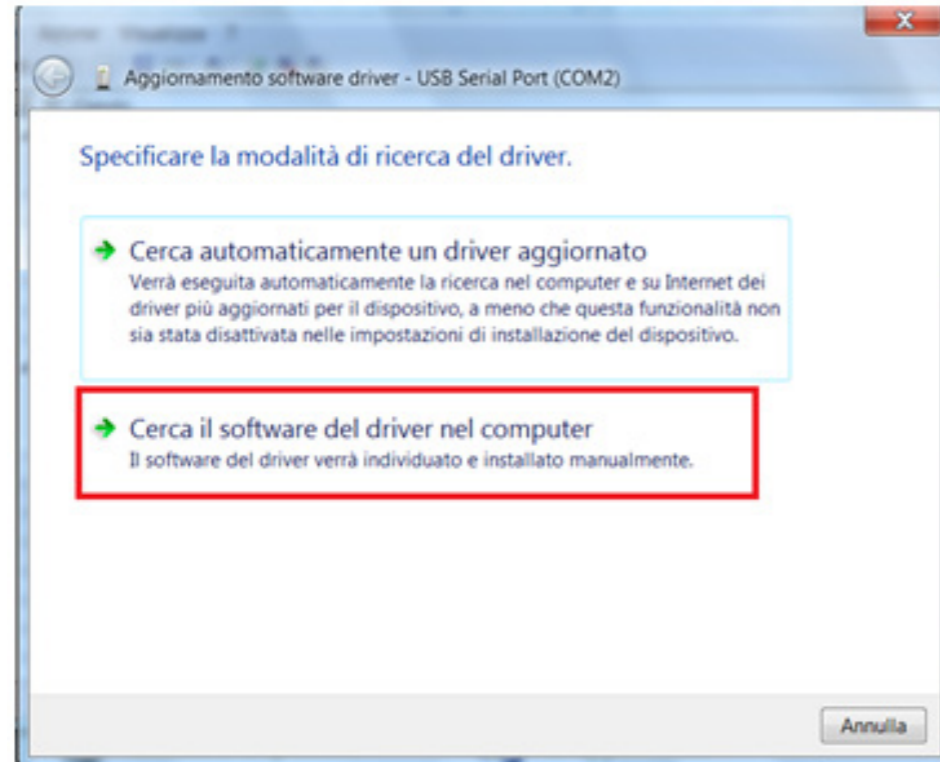 Aggiornamento software driver - USB Serial Port (COM2)
Specificare la modalità di ricerca del driver.
Cerca automaticamente un driver aggiornato
Verrà eseguita automaticamente la ricerca nel computer e su Internet dei
driver più aggiornati per il dispositivo, a meno che questa funzionalità non
sia stata disattivata nelle impostazioni di installazione del dispositivo.
Cerca il software del driver nel computer
Il software del driver verrà individuato e installato manualmente.
Annulla